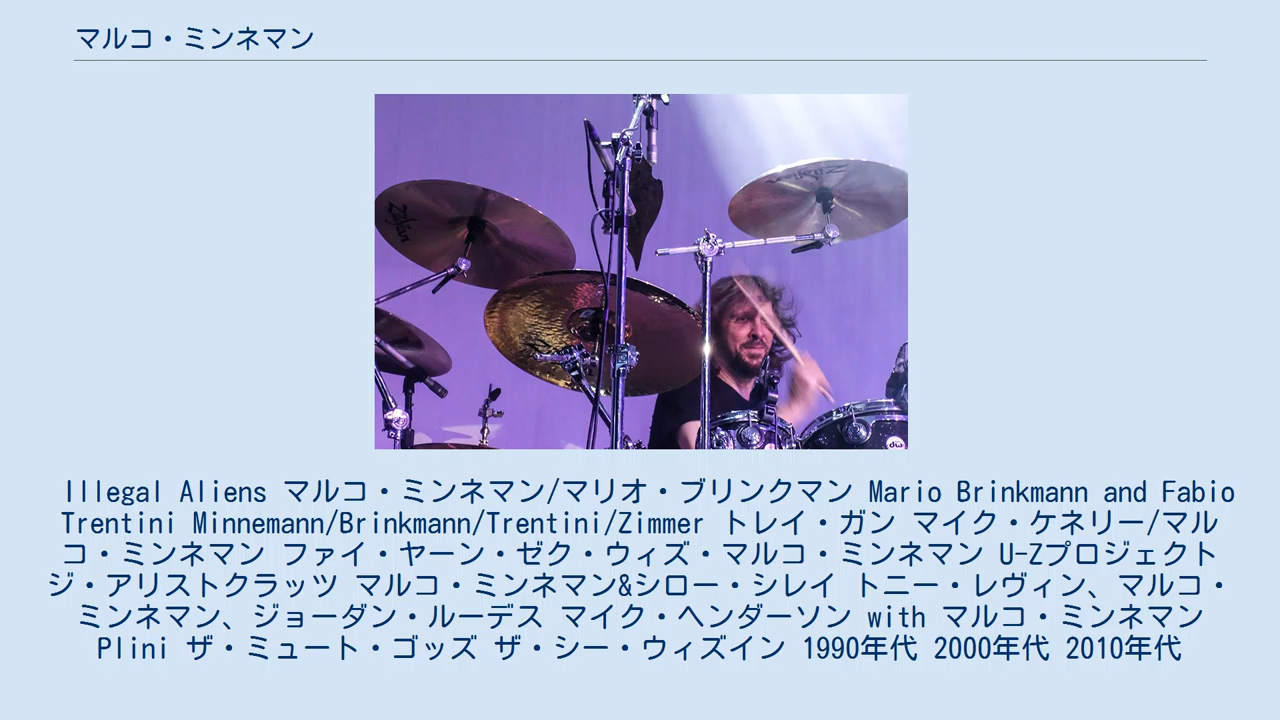 マルコ・ミンネマン
Zildjian
Zildjian
dw
Illegal Aliens マルコ・ミンネマン/マリオ・ブリンクマン Mario Brinkmann and Fabio
Trentini Minnemann/Brinkmann/Trentini/Zimmer トレイ・ガン マイク・ケネリー/マル
コ・ミンネマン ファイ・ヤーン・ゼク・ウィズ・マルコ・ミンネマン U-Zプロジェクト
ジ・アリストクラッツ マルコ・ミンネマン&シロー・シレイ トニー・レヴィン、マルコ・
ミンネマン、ジョーダン・ルーデス マイク・ヘンダーソン with マルコ・ミンネマン
Plini ザ・ミュート・ゴッズ ザ・シー・ウィズイン 1990年代 2000年代 2010年代